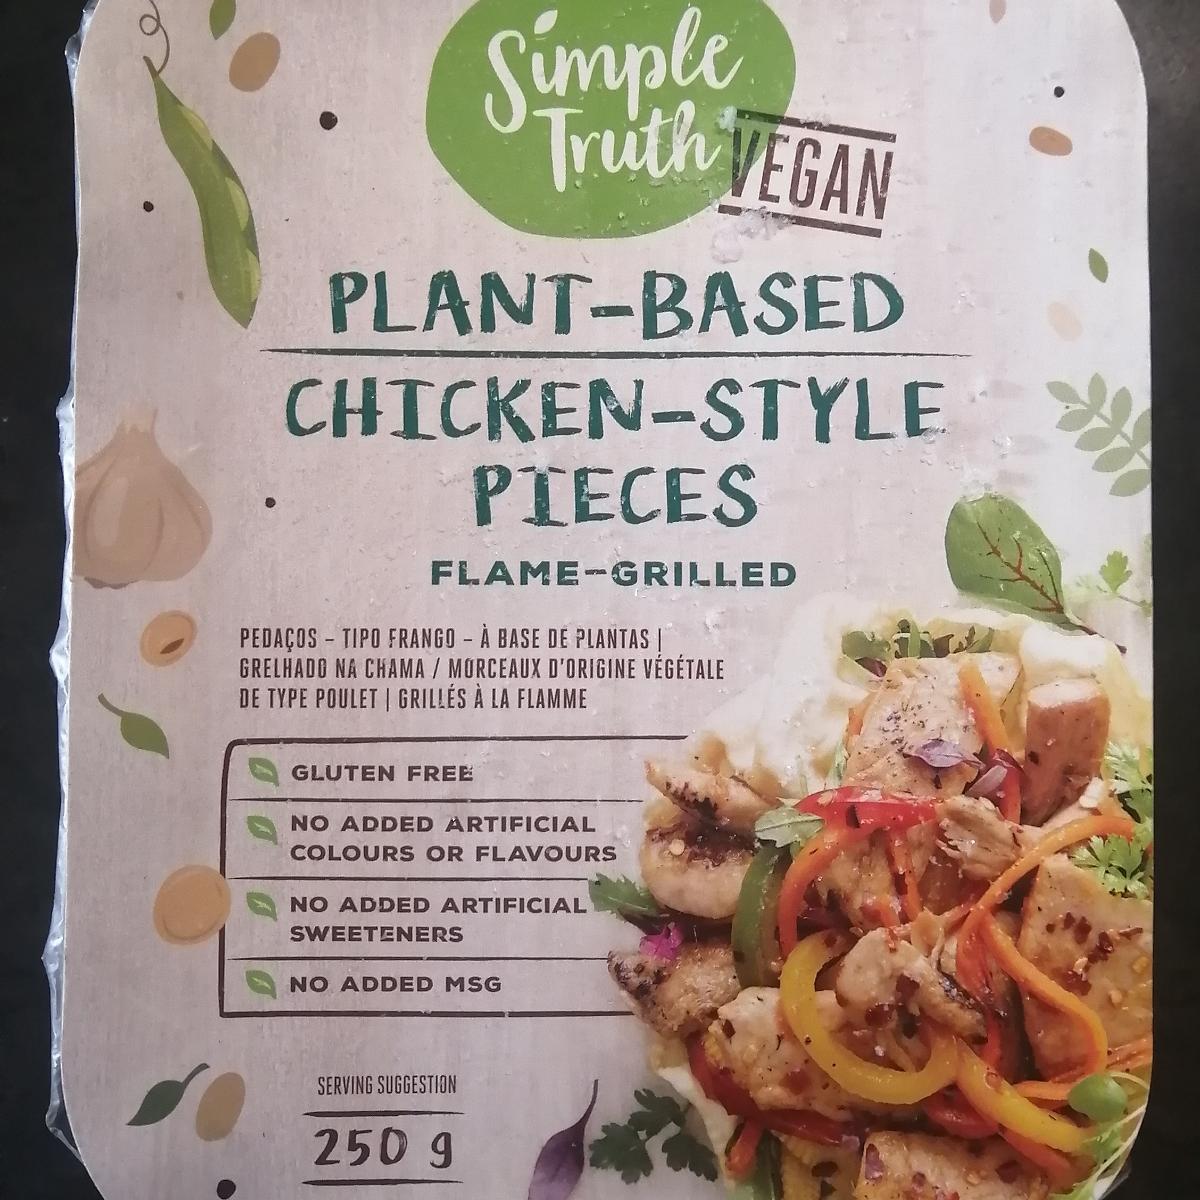 Simple
Truth
VEGAN
PLANT-BASED
CHICKEN-STYLE
PIECES
FLAME-GRILLED
PEDAÇOS – TIPO FRANGO – À BASE DE PLANTAS |
GRELHADO NA CHAMA / MORCEAUX D'ORIGINE VÉGÉTALE
DE TYPE POULET | GRILLÉS À LA FLAMME
GLUTEN FREE
NO ADDED ARTIFICIAL
COLOURS OR FLAVOURS
NO ADDED ARTIFICIAL
SWEETENERS
NO ADDED MSG
SERVING SUGGESTION
250 g